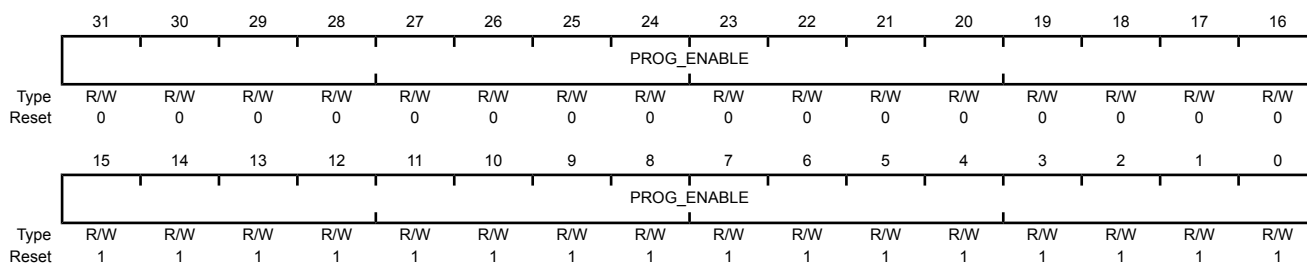 31 30 29 28 27 26 25 24 23 22 21 20 19 18 17 16
PROG_ENABLE
Type R/W R/W R/W R/W R/W R/W R/W R/W R/W R/W R/W R/W R/W R/W R/W R/W
Reset 0 0 0 0 0 0 0 0 0 0 0 0 0 0 0 0
15 14 13 12 11 10 9 8 7 6 5 4 3 2 1 0
PROG_ENABLE
Type R/W R/W R/W R/W R/W R/W R/W R/W R/W R/W R/W R/W R/W R/W R/W R/W
Reset 1 1 1 1 1 1 1 1 1 1 1 1 1 1 1 1